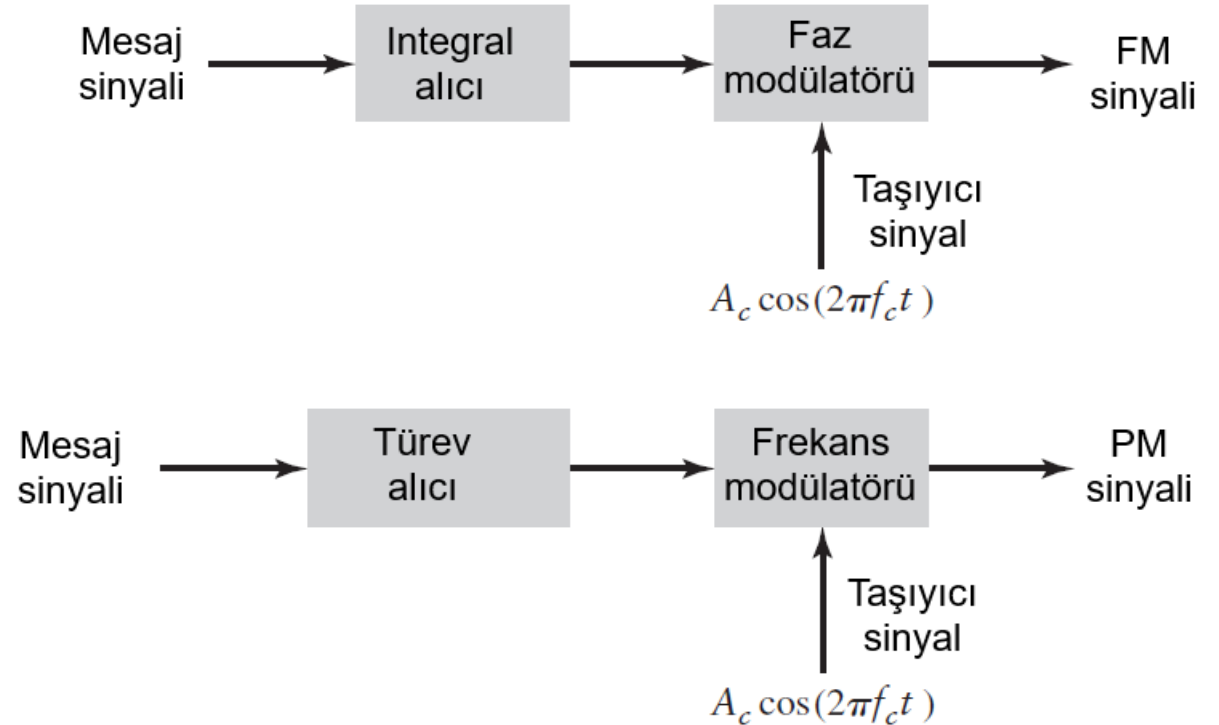 Mesaj
sinyali
Integral
alıcı
Faz
modülatörü
FM
sinyali
Taşıyıcı
sinyal
A_c cos(2πf_c t )
Mesaj
sinyali
Türev
alıcı
Frekans
modülatörü
PM
sinyali
Taşıyıcı
sinyal
A_c cos(2πf_c t )